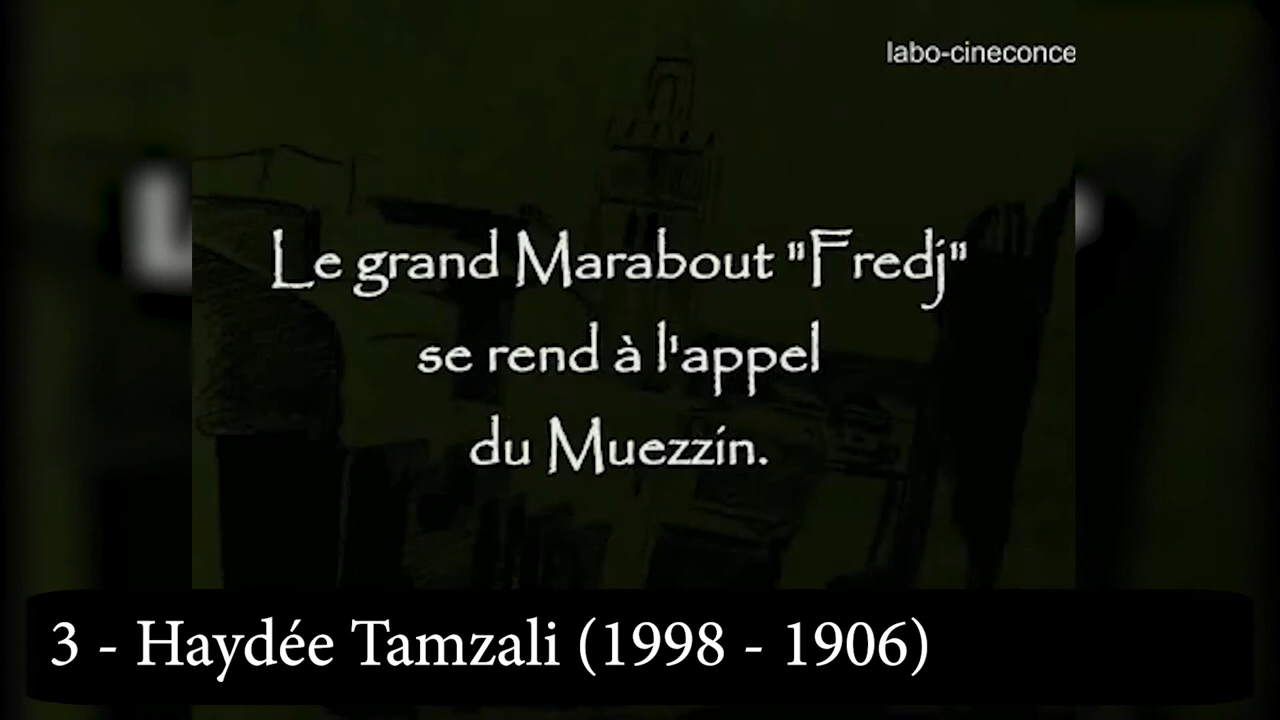 labo-cineconce
Le grand Marabout "Fredj"
se rend à l'appel
du Muezzin.
3 - Haydée Tamzali (1998 - 1906)